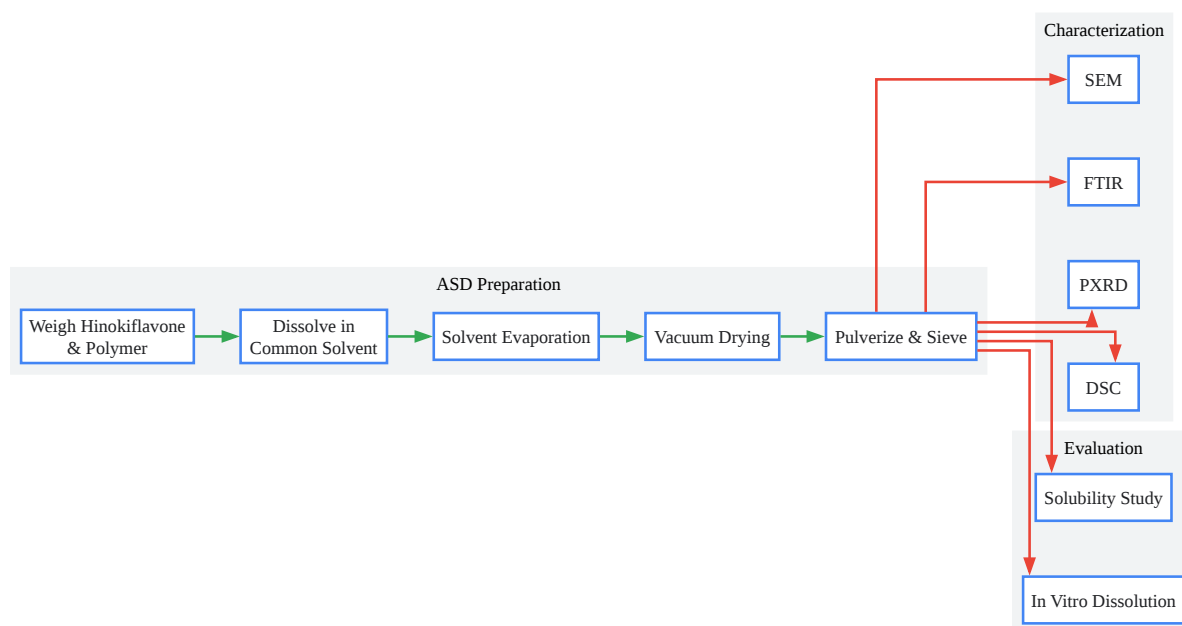 Characterization
SEM
FTIR
PXRD
DSC
ASD Preparation
Weigh Hinokiflavone
& Polymer
Dissolve in
Common Solvent
Solvent Evaporation
Vacuum Drying
Pulverize & Sieve
Evaluation
Solubility Study
In Vitro Dissolution